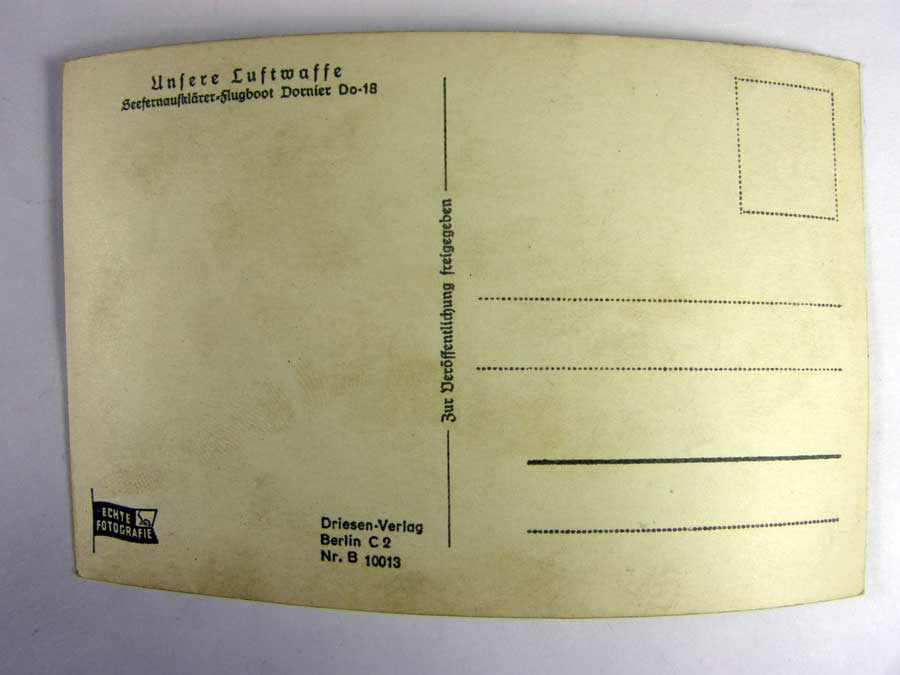 Unsere Luftwaffe
Seefernaufklärer-Flugboot Dornier Do-18
Zur Veröffentlichung freigegeben
ECHTE
FOTOGRAFIE
Driesen-Verlag
Berlin C 2
Nr. B 10013